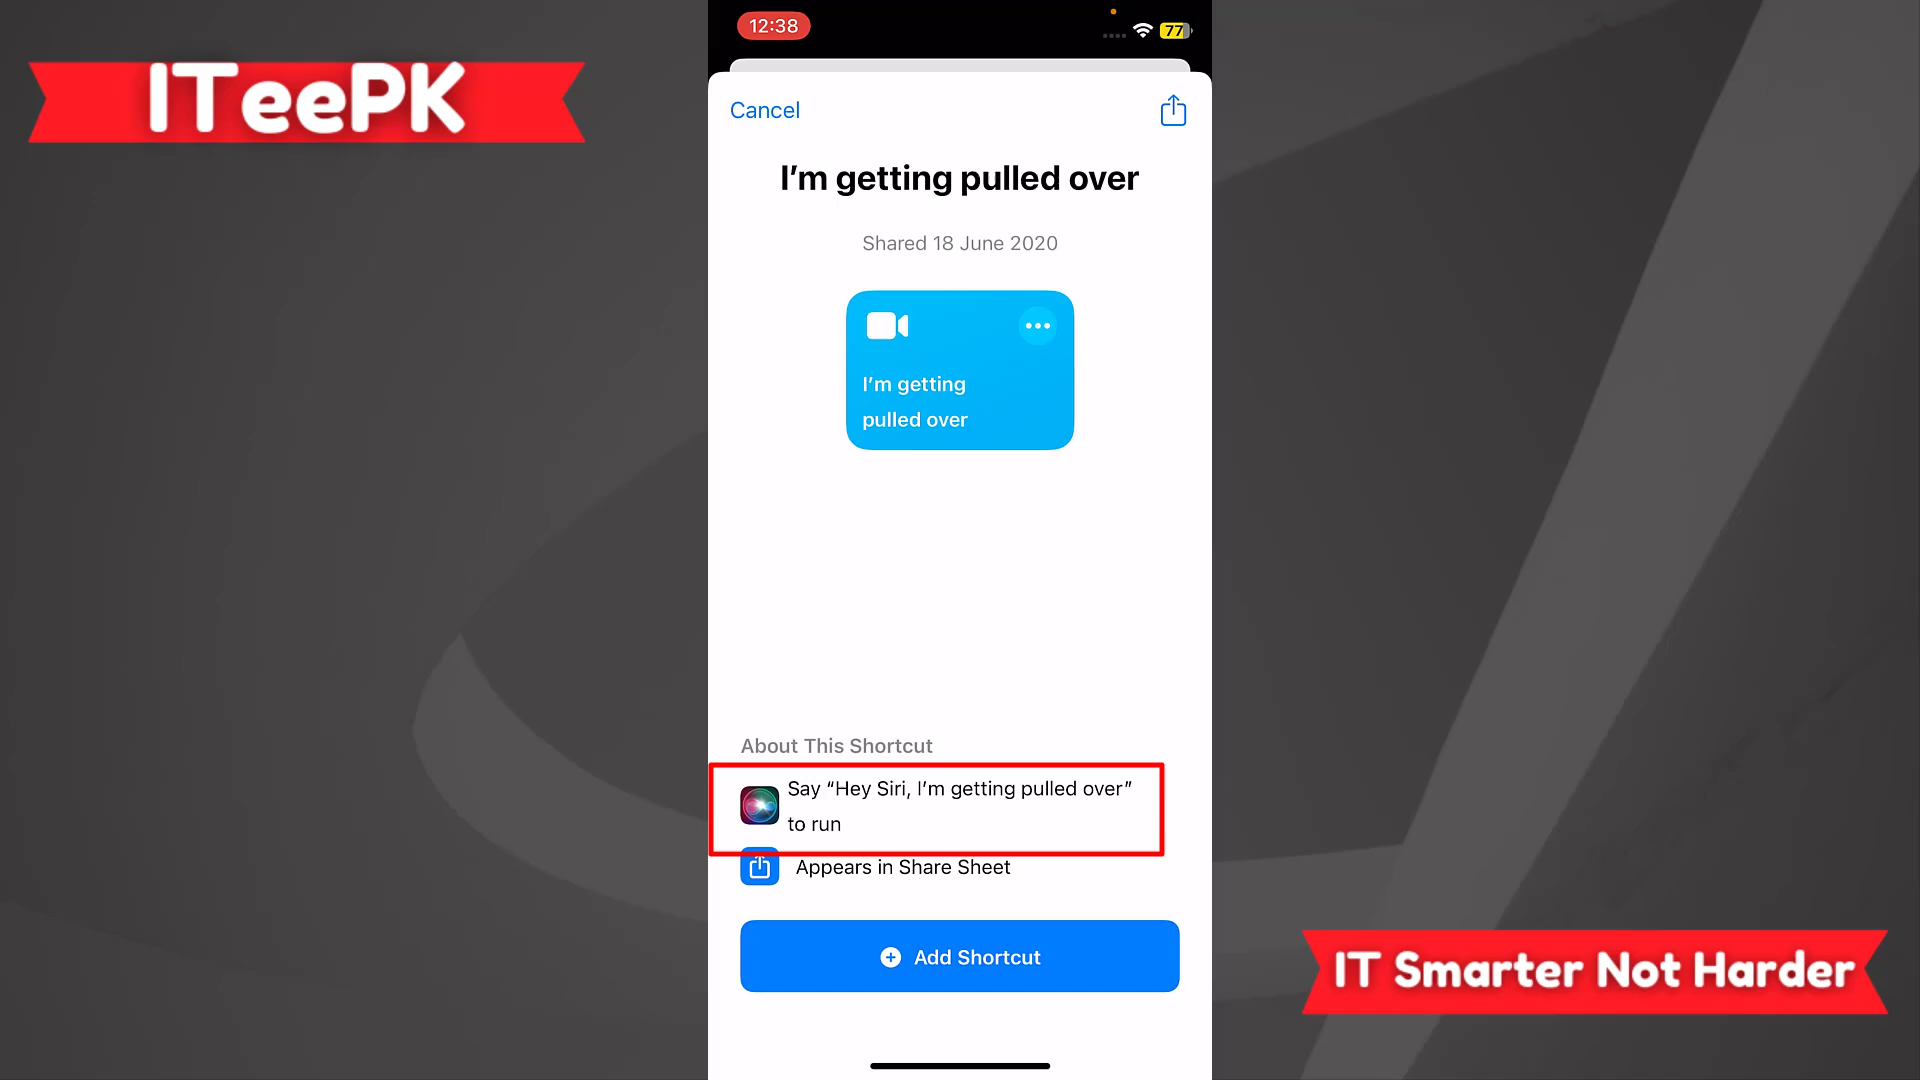 12:38
77
ITeePK
Cancel
I’m getting pulled over
Shared 18 June 2020
I’m getting
pulled over
About This Shortcut
Say “Hey Siri, I’m getting pulled over”
to run
Appears in Share Sheet
Add Shortcut
IT Smarter Not Harder